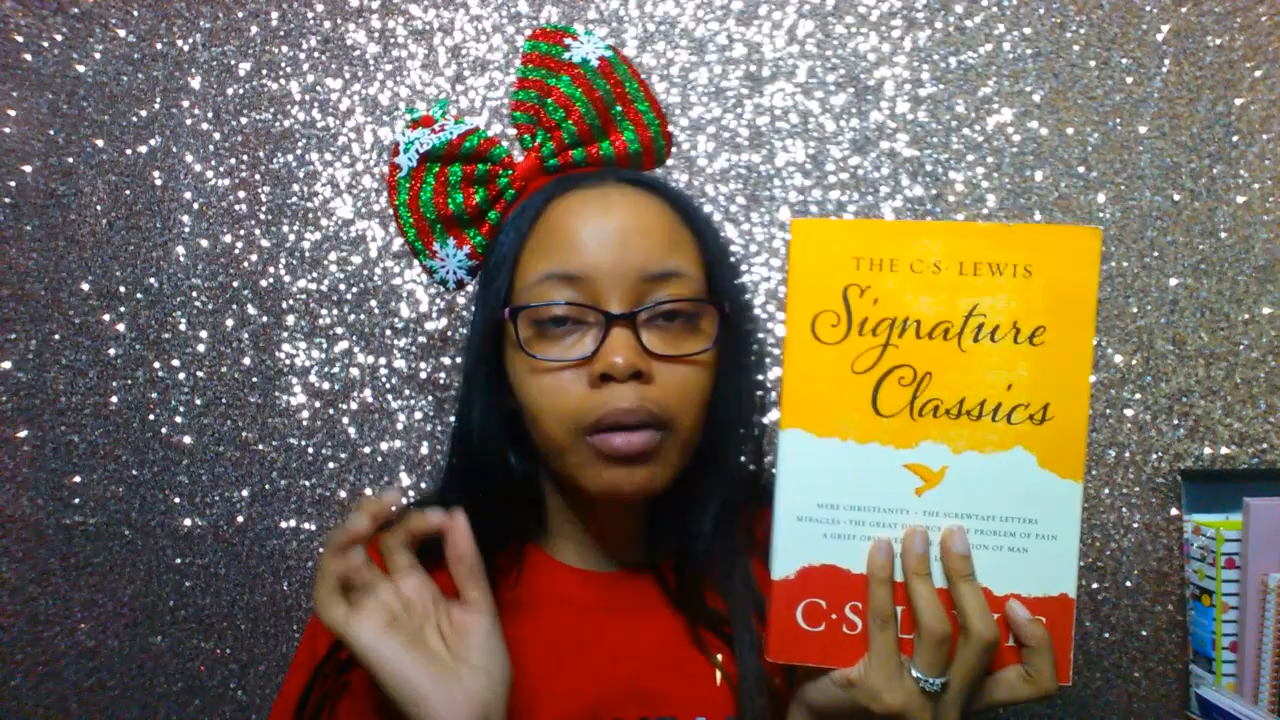 THE C·S· LEWIS
Signature
Classics
MERE CHRISTIANITY · THE SCREWTAPE LETTERS
MIRACLES · THE GREAT PROBLEM OF PAIN
A GRIEF OF MAN
C·S